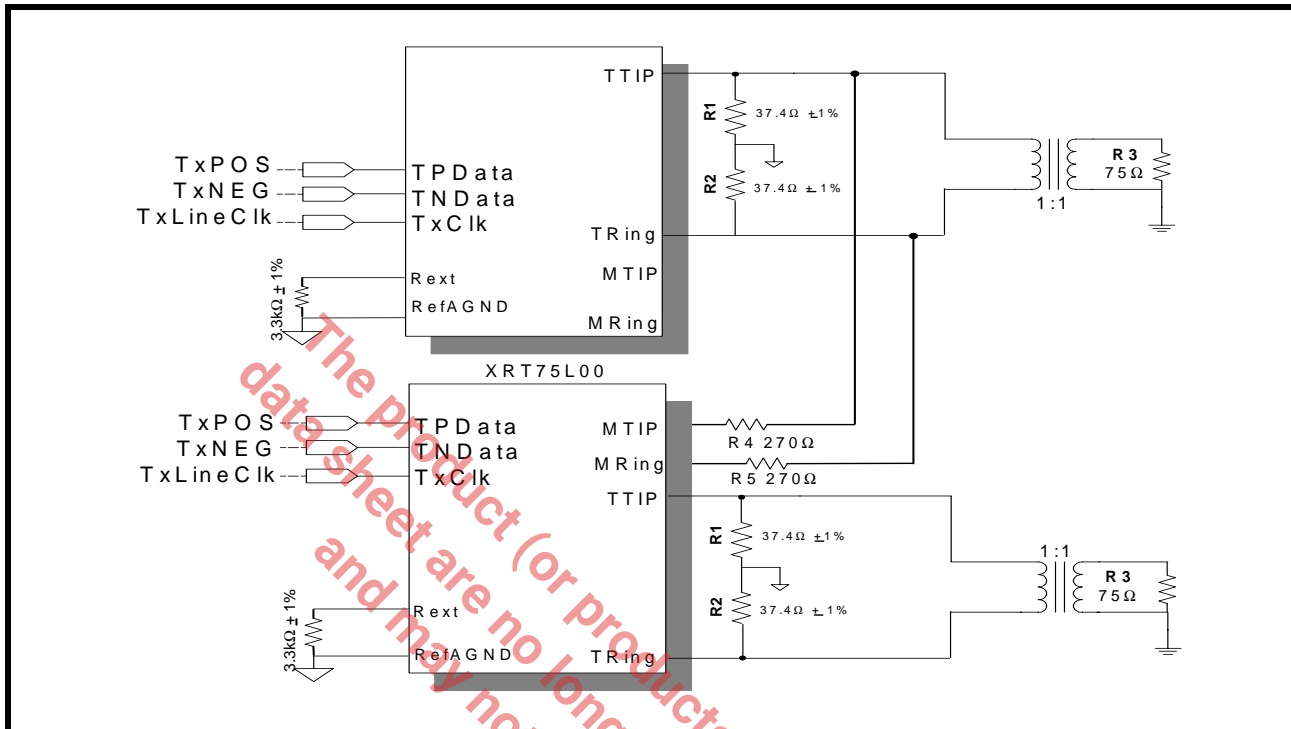 TTIP
R1
37.4Ω ±1%
TxPOS
TPData
TxNEG
TNData
R2
37.4Ω ±1%
R3
75Ω
1:1
TxLineClk
TxClk
TRing
MTIP
Rext
3.3kΩ ± 1%
RefAGND
MRing
XRT75L00
TxPOS
TPData
MTIP
R4 270Ω
TxNEG
TNData
MRing
R5 270Ω
TxLineClk
TxClk
TTIP
R1
37.4Ω ±1%
1:1
R3
75Ω
R2
37.4Ω ±1%
Rext
3.3kΩ ± 1%
RefAGND
TRing
The product (or products
data sheet are no long
and may no